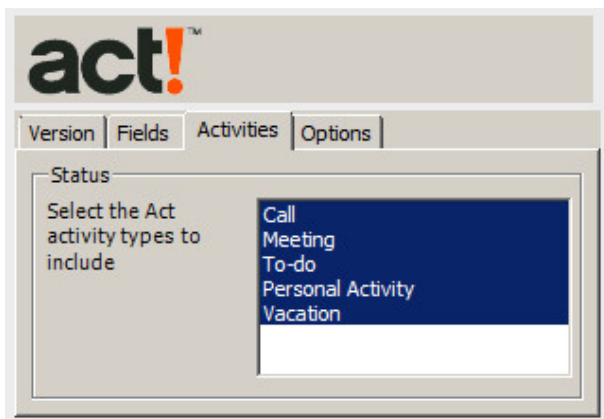 act!™
Version Fields Activities Options
Status
Select the Act
activity types to
include
Call
Meeting
To-do
Personal Activity
Vacation